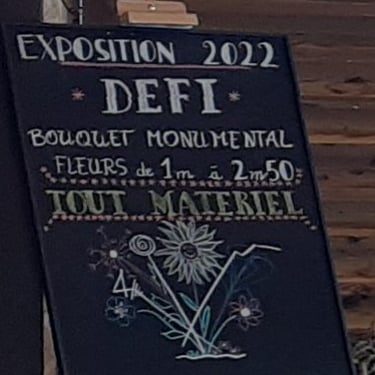 EXPOSITION 2022
* DEFI *
BOUQUET MONUMENTAL
FLEURS de 1m à 2m50
TOUT MATERIEL